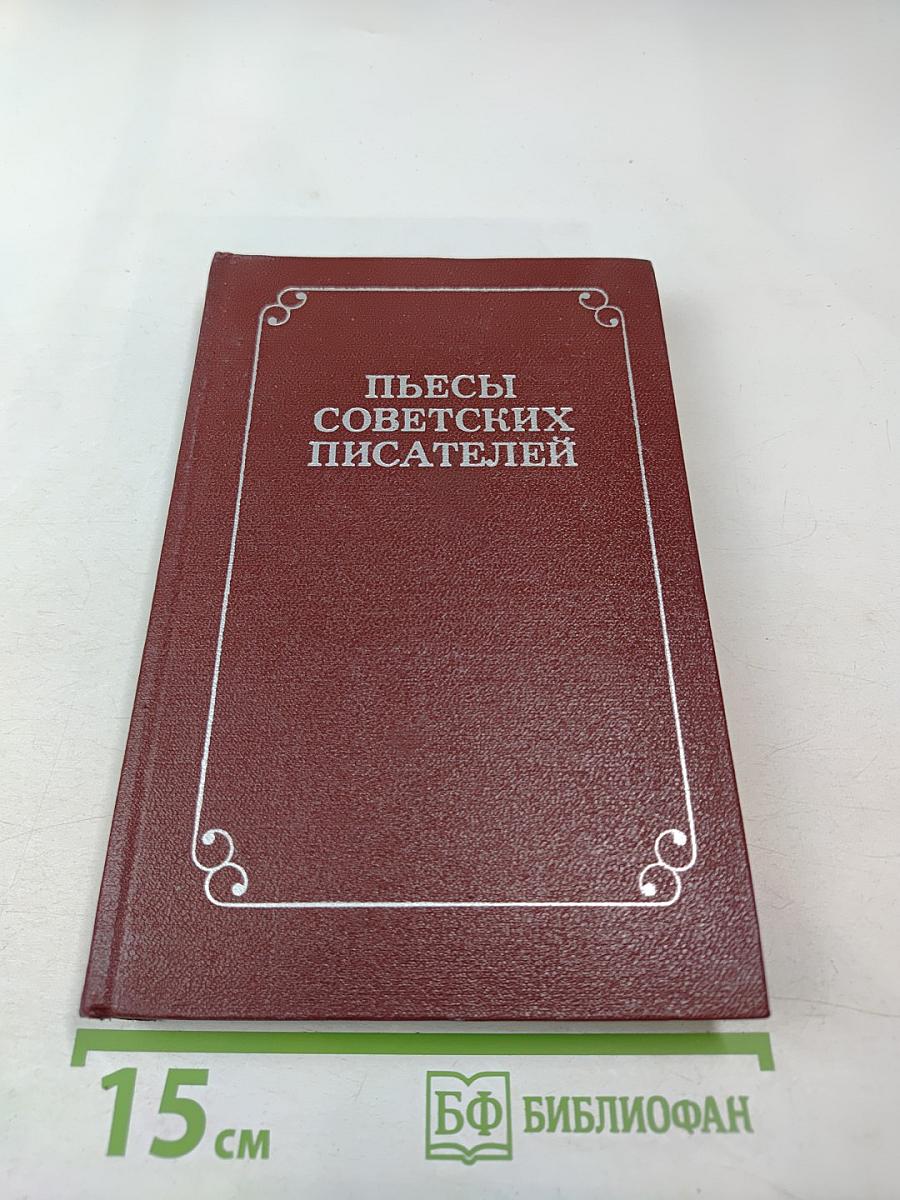 ПЬЕСЫ
СОВЕТСКИХ
ПИСАТЕЛЕЙ
15 см
БФ БИБЛИОФАН